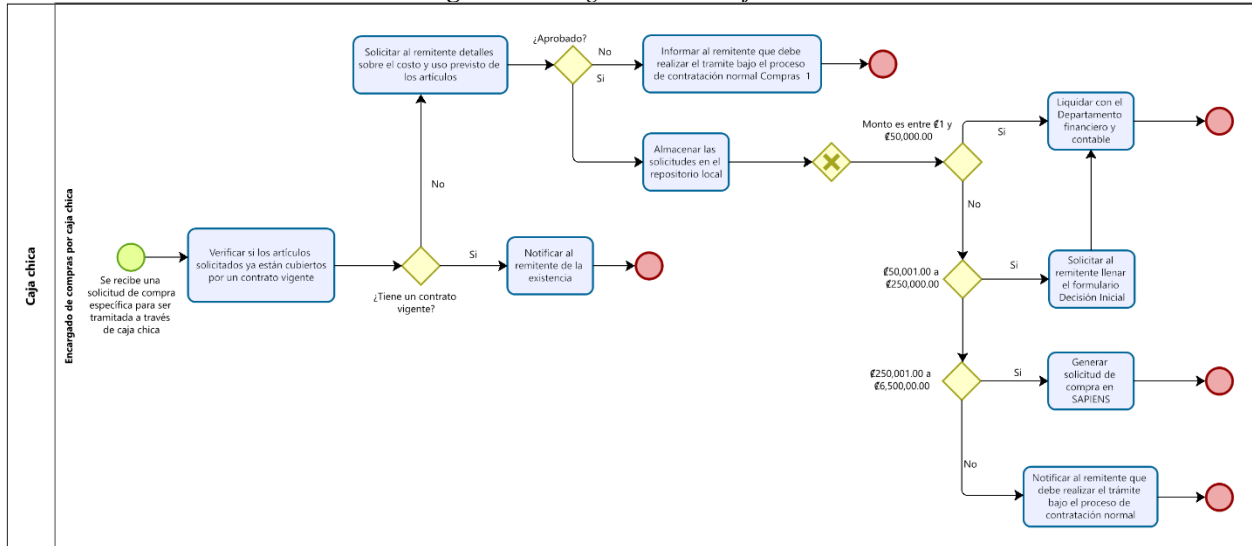 Caja chica
Encargado de compras por caja chica
Se recibe una
solicitud de compra
específica para ser
tramitada a través
de caja chica
Verificar si los artículos
solicitados ya están cubiertos
por un contrato vigente
¿Tiene un contrato
vigente?
No
Si
Notificar al
remitente de la
existencia
Solicitar al remitente detalles
sobre el costo y uso previsto de
los artículos
¿Aprobado?
No
Si
Informar al remitente que debe
realizar el tramite bajo el proceso
de contratación normal Compras 1
Almacenar las
solicitudes en el
repositorio local
Monto es entre ₡1 y
₡50,000.00
Si
No
Liquidar con el
Departamento
financiero y
contable
₡50,001.00 a
₡250,000.00
Si
Solicitar al
remitente llenar
el formulario
Decisión Inicial
₡250,001.00 a
₡6,500,00.00
Si
No
Generar
solicitud de
compra en
SAPIENS
Notificar al remitente que
debe realizar el trámite
bajo el proceso de
contratación normal